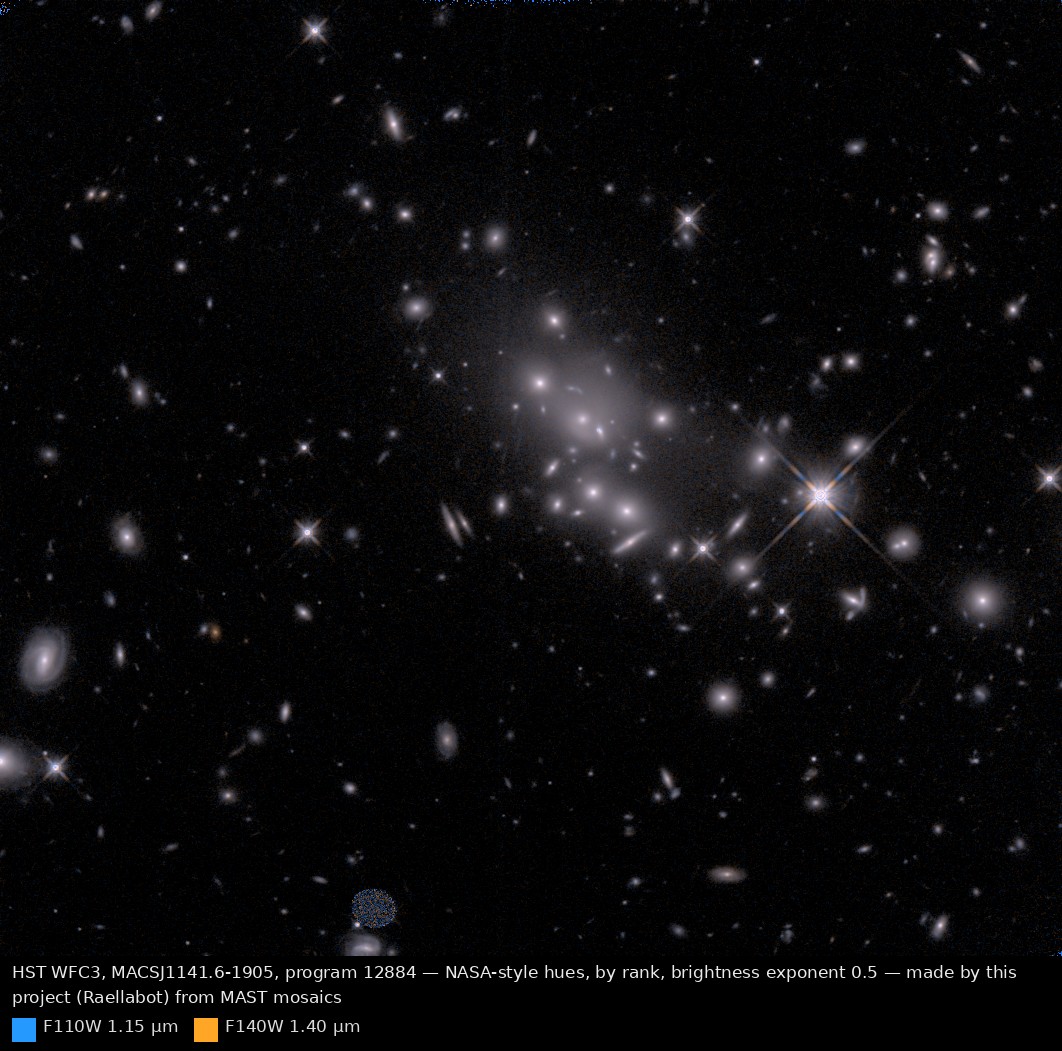 HST WFC3, MACSJ1141.6-1905, program 12884 — NASA-style hues, by rank, brightness exponent 0.5 — made by this
project (Raellabot) from MAST mosaics
F110W 1.15 µm F140W 1.40 µm